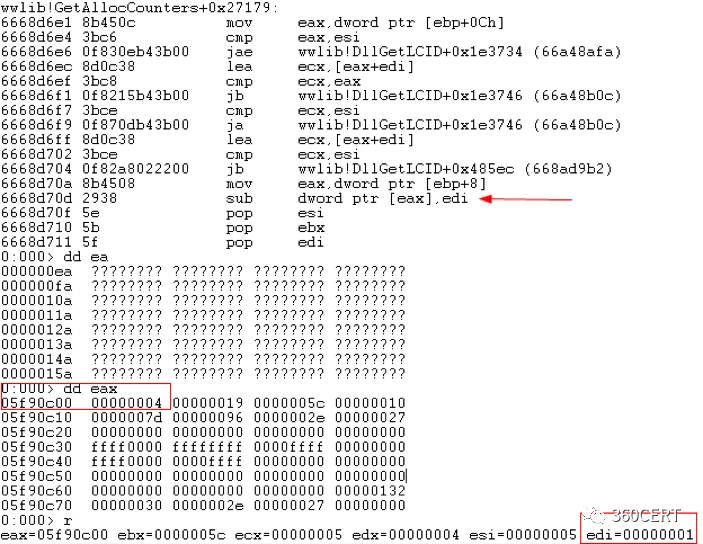 wwlib!GetAllocCounters+0x27179:
6668d6e1 8b450c mov eax,dword ptr [ebp+0Ch]
6668d6e4 3bc6 cmp eax,esi
6668d6e6 0f830eb43b00 jae wwlib!DllGetLCID+0x1e3734 (66a48afa)
6668d6ec 8d0c38 lea ecx,[eax+edi]
6668d6ef 3bc8 cmp ecx,eax
6668d6f1 0f8215b43b00 jb wwlib!DllGetLCID+0x1e3746 (66a48b0c)
6668d6f7 3bce cmp ecx,esi
6668d6f9 0f870db43b00 ja wwlib!DllGetLCID+0x1e3746 (66a48b0c)
6668d6ff 8d0c38 lea ecx,[eax+edi]
6668d702 3bce cmp ecx,esi
6668d704 0f82a8022200 jb wwlib!DllGetLCID+0x485ec (668ad9b2)
6668d70a 8b4508 mov eax,dword ptr [ebp+8]
6668d70d 2938 sub dword ptr [eax],edi
6668d70f 5e pop esi
6668d710 5b pop ebx
6668d711 5f pop edi
0:000> dd ea
000000ea ???????? ???????? ???????? ????????
000000fa ???????? ???????? ???????? ????????
0000010a ???????? ???????? ???????? ????????
0000011a ???????? ???????? ???????? ????????
0000012a ???????? ???????? ???????? ????????
0000013a ???????? ???????? ???????? ????????
0000014a ???????? ???????? ???????? ????????
0000015a ???????? ???????? ???????? ????????
0:000> dd eax
05f90c00 00000004 00000019 0000005c 00000010
05f90c10 0000007d 00000096 0000002e 00000027
05f90c20 00000000 00000000 00000000 00000000
05f90c30 ffff0000 ffffffff 0000ffff 00000000
05f90c40 ffff0000 0000ffff 00000000 00000000
05f90c50 00000000 00000000 00000000 00000000
05f90c60 00000000 00000000 00000000 00000132
05f90c70 00000030 0000002e 00000027 00000000
0:000> r
360CERT
eax=05f90c00 ebx=0000005c ecx=00000005 edx=00000004 esi=00000005 edi=00000001